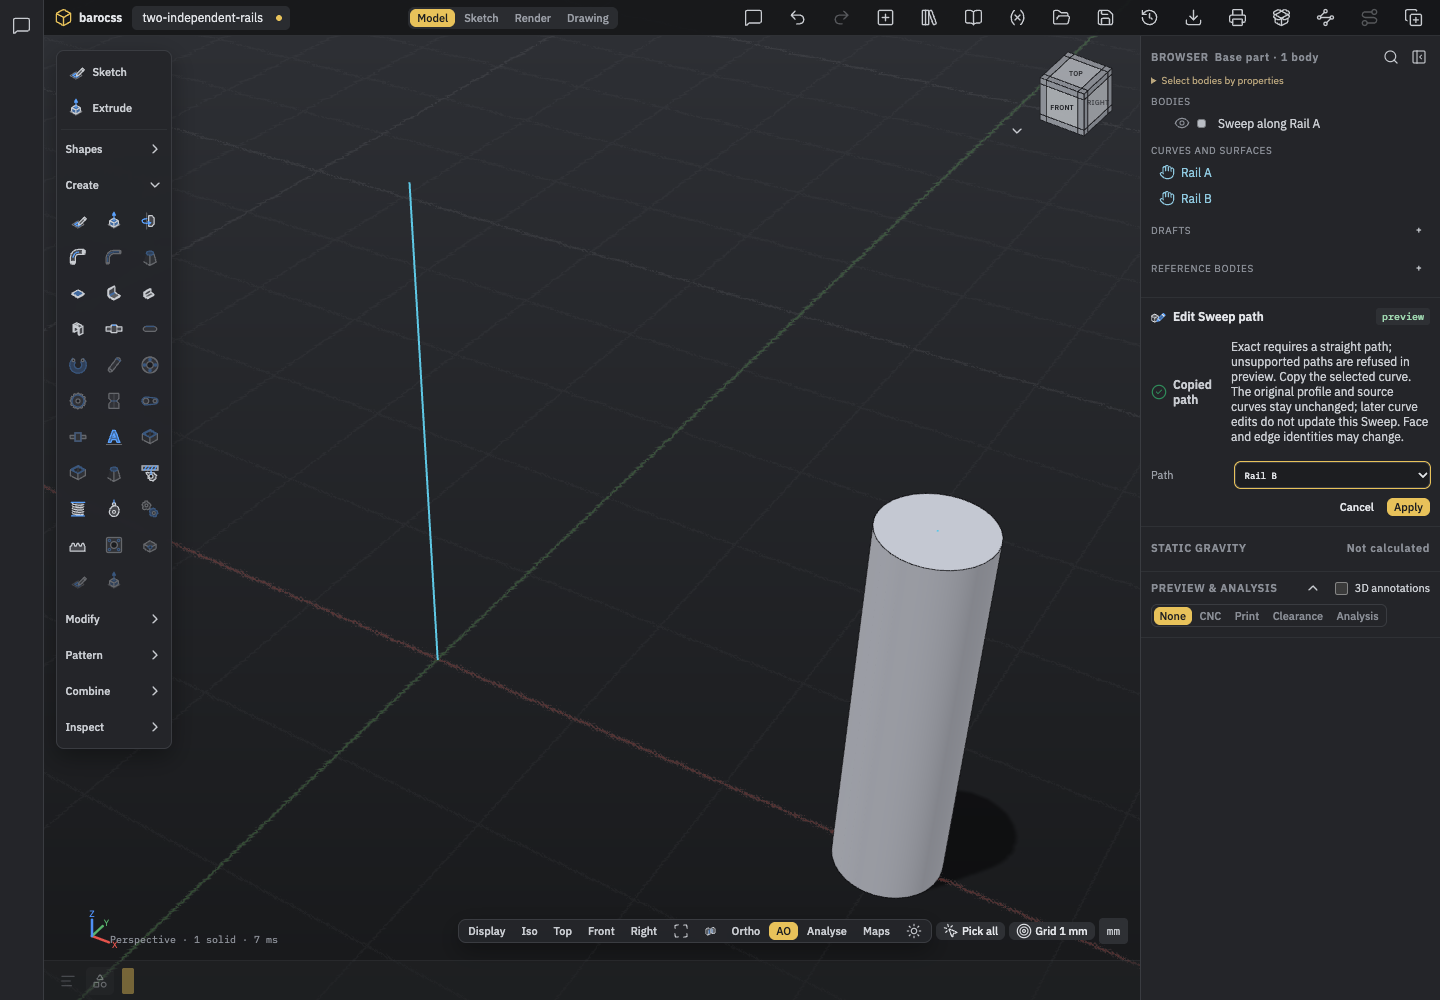 barocss
two-independent-rails
Model
Sketch
Render
Drawing
Sketch
Extrude
Shapes
Create
A
Modify
Pattern
Combine
Inspect
TOP
FRONT
RIGHT
Z
Y
X
Perspective · 1 solid · 7 ms
Display
Iso
Top
Front
Right
Ortho
AO
Analyse
Maps
Pick all
Grid 1 mm
mm
BROWSER Base part · 1 body
Select bodies by properties
BODIES
Sweep along Rail A
CURVES AND SURFACES
Rail A
Rail B
DRAFTS +
REFERENCE BODIES +
Edit Sweep path preview
Copied
path
Exact requires a straight path;
unsupported paths are refused in
preview. Copy the selected curve.
The original profile and source
curves stay unchanged; later curve
edits do not update this Sweep. Face
and edge identities may change.
Path Rail B
Cancel Apply
STATIC GRAVITY Not calculated
PREVIEW & ANALYSIS 3D annotations
None CNC Print Clearance Analysis